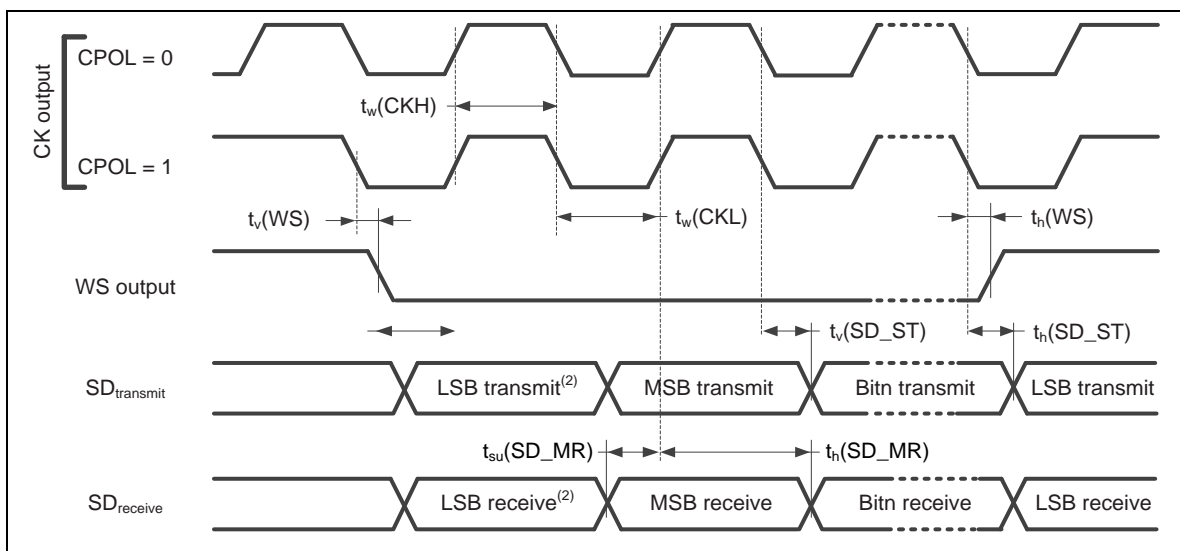 CK output
CPOL = 0
tw(CKH)
CPOL = 1
tv(WS)
tw(CKL)
th(WS)
WS output
tv(SD_ST)
th(SD_ST)
SDtransmit
LSB transmit(2)
MSB transmit
Bitn transmit
LSB transmit
tsu(SD_MR)
th(SD_MR)
SDreceive
LSB receive(2)
MSB receive
Bitn receive
LSB receive